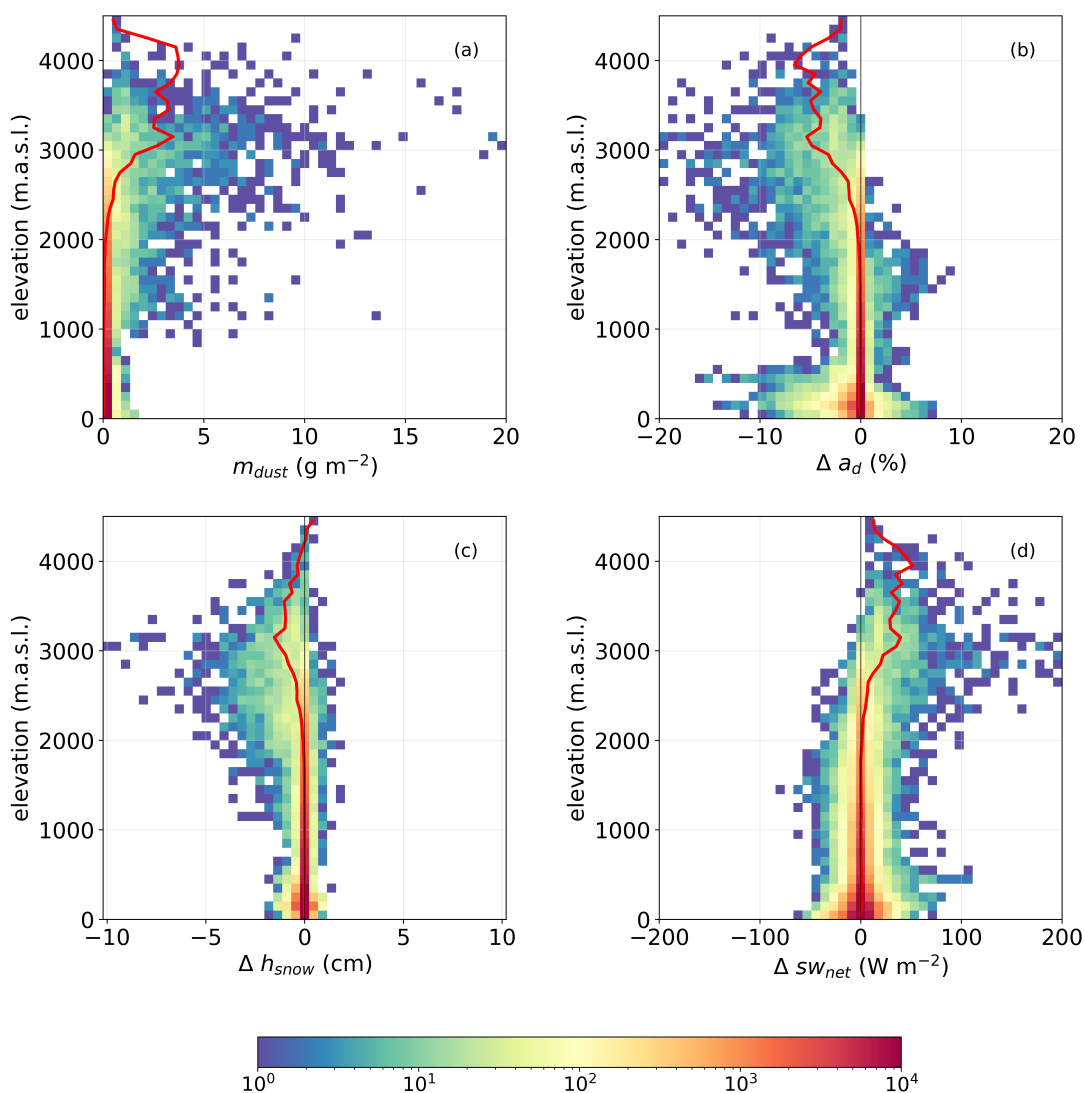 (a)
elevation (m.a.s.l.)
4000
3000
2000
1000
0
0 5 10 15 20
m_dust (g m⁻²)
(b)
elevation (m.a.s.l.)
4000
3000
2000
1000
0
−20 −10 0 10 20
Δ a_d (%)
(c)
elevation (m.a.s.l.)
4000
3000
2000
1000
0
−10 −5 0 5 10
Δ h_snow (cm)
(d)
elevation (m.a.s.l.)
4000
3000
2000
1000
0
−200 −100 0 100 200
Δ sw_net (W m⁻²)
10⁰ 10¹ 10² 10³ 10⁴